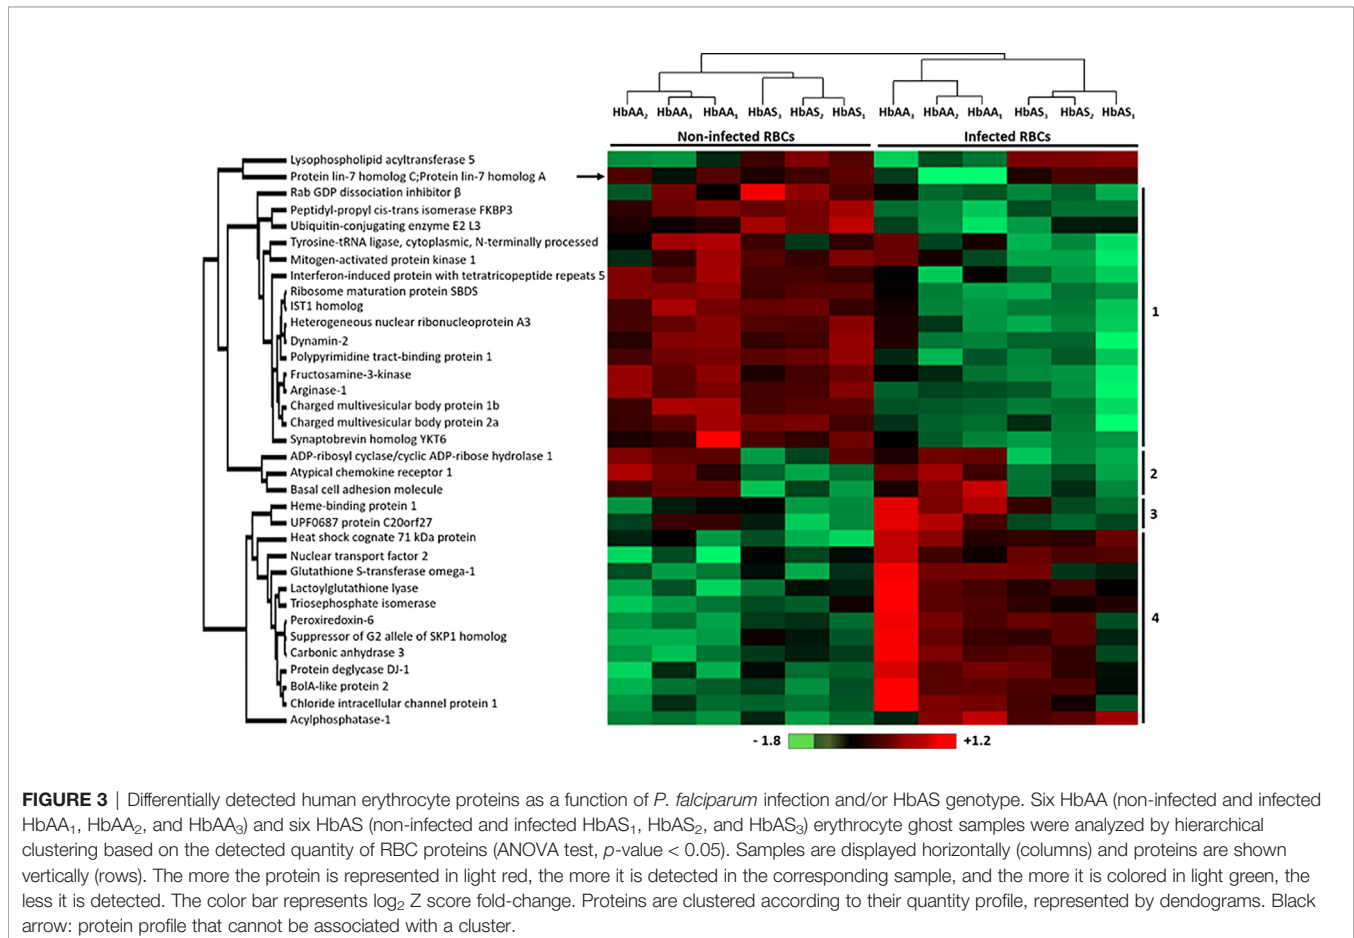 HbAA₂ HbAA₃ HbAA₁ HbAS₃ HbAS₂ HbAS₁ HbAA₃ HbAA₂ HbAA₁ HbAS₃ HbAS₂ HbAS₁
Non-infected RBCs Infected RBCs
Lysophospholipid acyltransferase 5
Protein lin-7 homolog C;Protein lin-7 homolog A
Rab GDP dissociation inhibitor β
Peptidyl-propyl cis-trans isomerase FKBP3
Ubiquitin-conjugating enzyme E2 L3
Tyrosine-tRNA ligase, cytoplasmic, N-terminally processed
Mitogen-activated protein kinase 1
Interferon-induced protein with tetratricopeptide repeats 5
Ribosome maturation protein SBDS
IST1 homolog
Heterogeneous nuclear ribonucleoprotein A3
Dynamin-2
Polypyrimidine tract-binding protein 1
Fructosamine-3-kinase
Arginase-1
Charged multivesicular body protein 1b
Charged multivesicular body protein 2a
Synaptobrevin homolog YKT6
ADP-ribosyl cyclase/cyclic ADP-ribose hydrolase 1
Atypical chemokine receptor 1
Basal cell adhesion molecule
Heme-binding protein 1
UPF0687 protein C20orf27
Heat shock cognate 71 kDa protein
Nuclear transport factor 2
Glutathione S-transferase omega-1
Lactoylglutathione lyase
Triosephosphate isomerase
Peroxiredoxin-6
Suppressor of G2 allele of SKP1 homolog
Carbonic anhydrase 3
Protein deglycase DJ-1
BolA-like protein 2
Chloride intracellular channel protein 1
Acylphosphatase-1
1
2
3
4
- 1.8 +1.2
FIGURE 3 | Differentially detected human erythrocyte proteins as a function of P. falciparum infection and/or HbAS genotype. Six HbAA (non-infected and infected
HbAA₁, HbAA₂, and HbAA₃) and six HbAS (non-infected and infected HbAS₁, HbAS₂, and HbAS₃) erythrocyte ghost samples were analyzed by hierarchical
clustering based on the detected quantity of RBC proteins (ANOVA test, p-value < 0.05). Samples are displayed horizontally (columns) and proteins are shown
vertically (rows). The more the protein is represented in light red, the more it is detected in the corresponding sample, and the more it is colored in light green, the
less it is detected. The color bar represents log₂ Z score fold-change. Proteins are clustered according to their quantity profile, represented by dendograms. Black
arrow: protein profile that cannot be associated with a cluster.